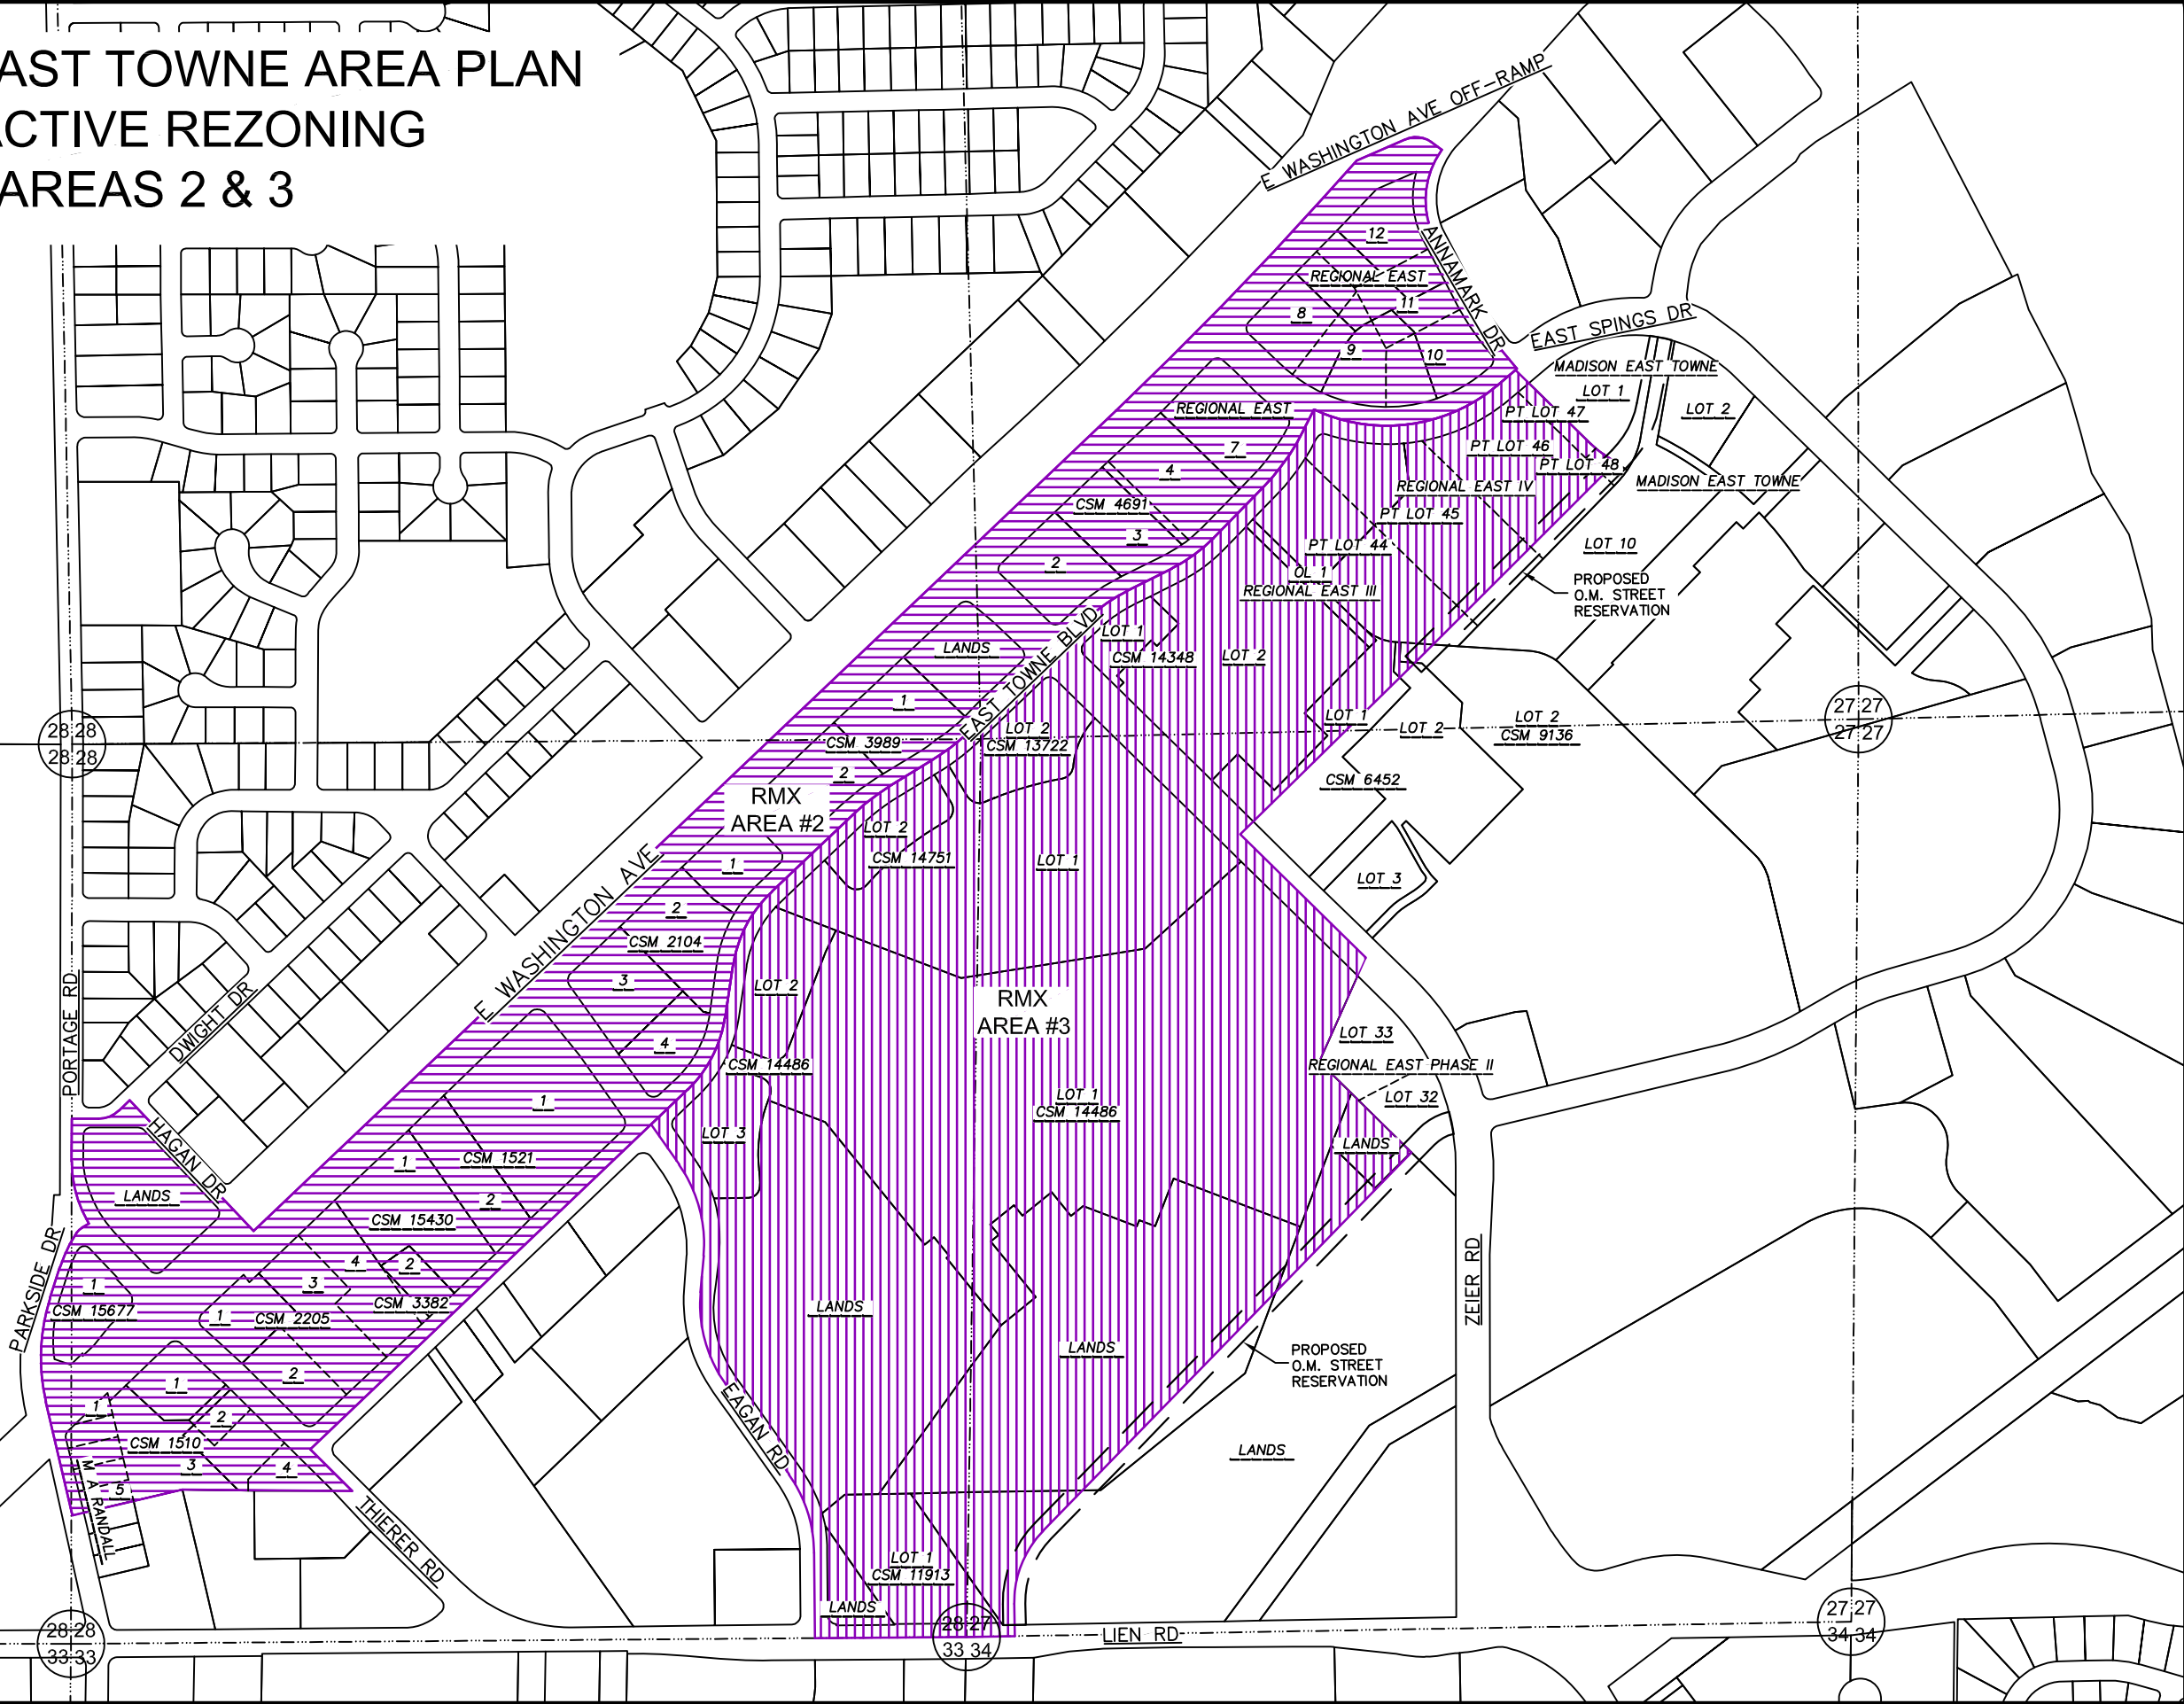 AST TOWNE AREA PLAN
ACTIVE REZONING
AREAS 2 & 3
E WASHINGTON AVE OFF-RAMP
12
REGIONAL EAST
ANNAMARK DR
11
8
9
10
EAST SPINGS DR
MADISON EAST TOWNE
LOT 1
LOT 2
REGIONAL EAST
PT LOT 47
7
PT LOT 46
4
PT LOT 48
MADISON EAST TOWNE
REGIONAL EAST IV
CSM 4691
PT LOT 45
3
PT LOT 44
LOT 10
2
OL 1
REGIONAL EAST III
PROPOSED
O.M. STREET
RESERVATION
LOT 1
LANDS
CSM 14348
LOT 2
EAST TOWNE BLVD
1
LOT 1
LOT 2
LOT 2
CSM 9136
LOT 2
CSM 13722
28 28
28 28
27 27
27 27
CSM 3989
2
CSM 6452
RMX
AREA #2
LOT 2
CSM 14751
LOT 1
1
LOT 3
E WASHINGTON AVE
2
CSM 2104
3
LOT 2
RMX
AREA #3
PORTAGE RD
DWIGHT DR
4
LOT 33
CSM 14486
REGIONAL EAST PHASE II
1
LOT 1
CSM 14486
LOT 32
HAGAN DR
LOT 3
LANDS
1
CSM 1521
LANDS
2
CSM 15430
PARKSIDE DR
4
2
3
1
CSM 15677
CSM 3382
1
CSM 2205
LANDS
ZEIER RD
LANDS
PROPOSED
O.M. STREET
RESERVATION
2
1
1
2
EAGAN RD
CSM 1510
3
4
LANDS
5
M A RANDALL
THIERER RD
LOT 1
CSM 11913
LANDS
28 28
33 33
28 27
33 34
LIEN RD
27 27
34 34